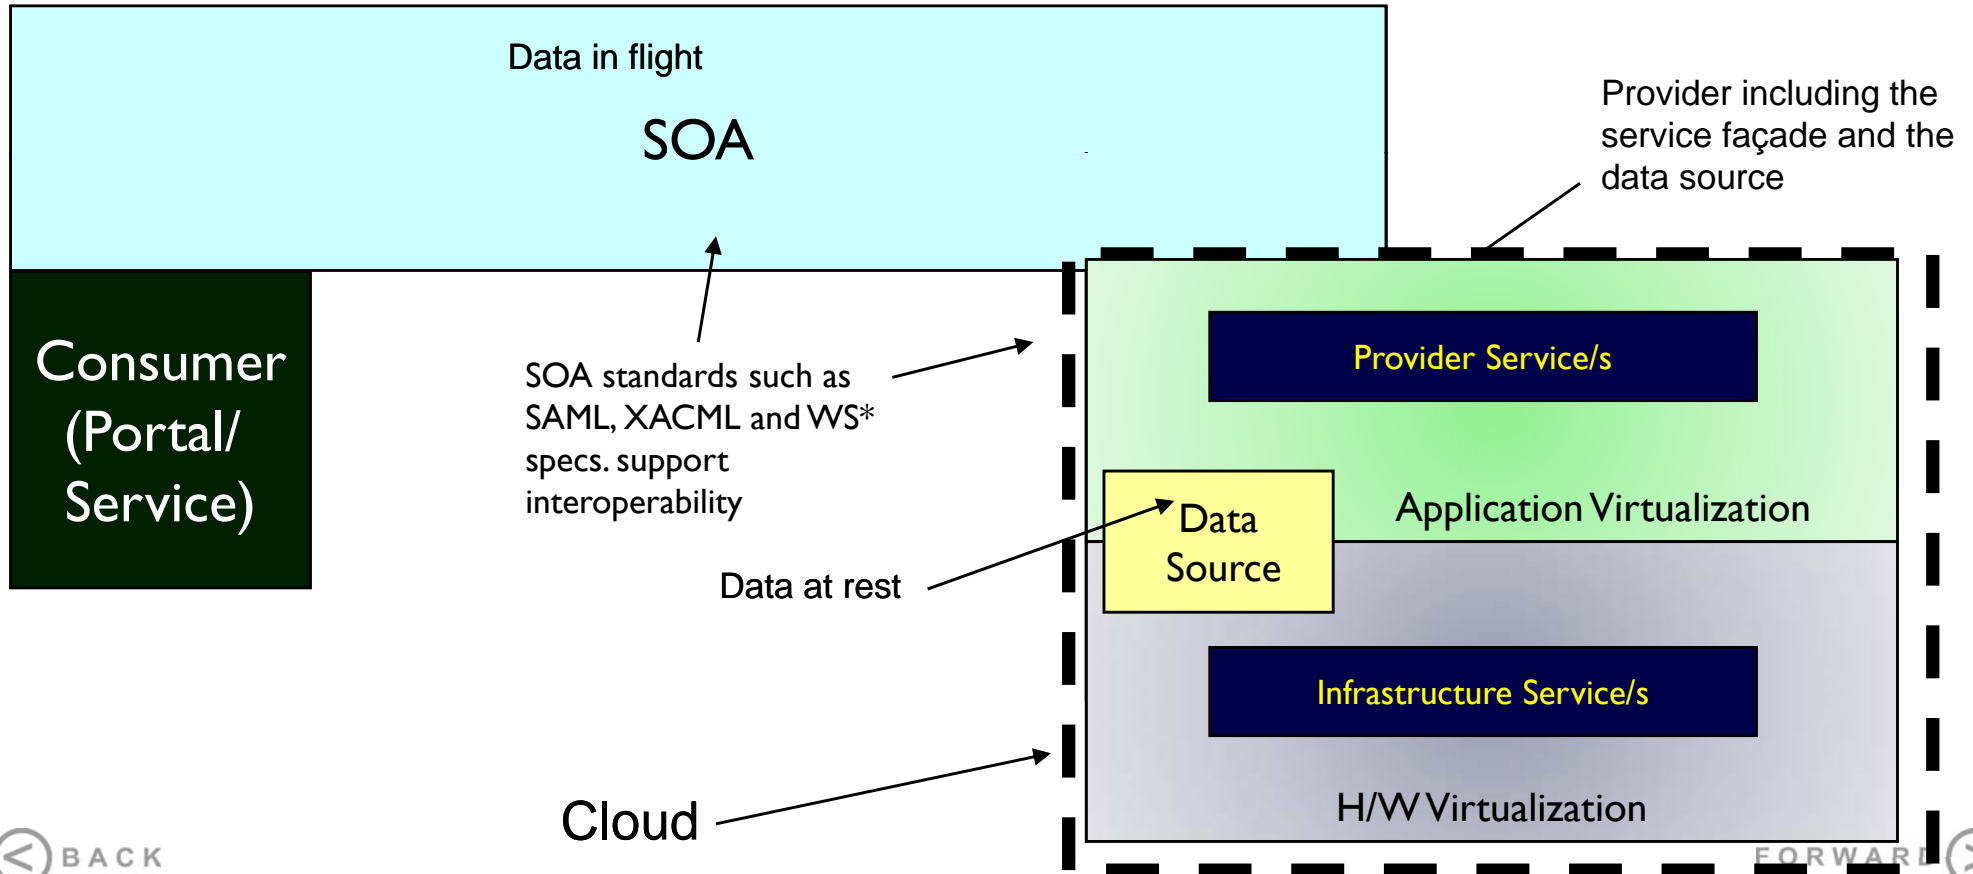 Data in flight
SOA
Provider including the
service façade and the
data source
Consumer
(Portal/
Service)
SOA standards such as
SAML, XACML and WS*
specs. support
interoperability
Provider Service/s
Data
Source
Application Virtualization
Data at rest
Infrastructure Service/s
Cloud
H/W Virtualization
BACK
FORWARD